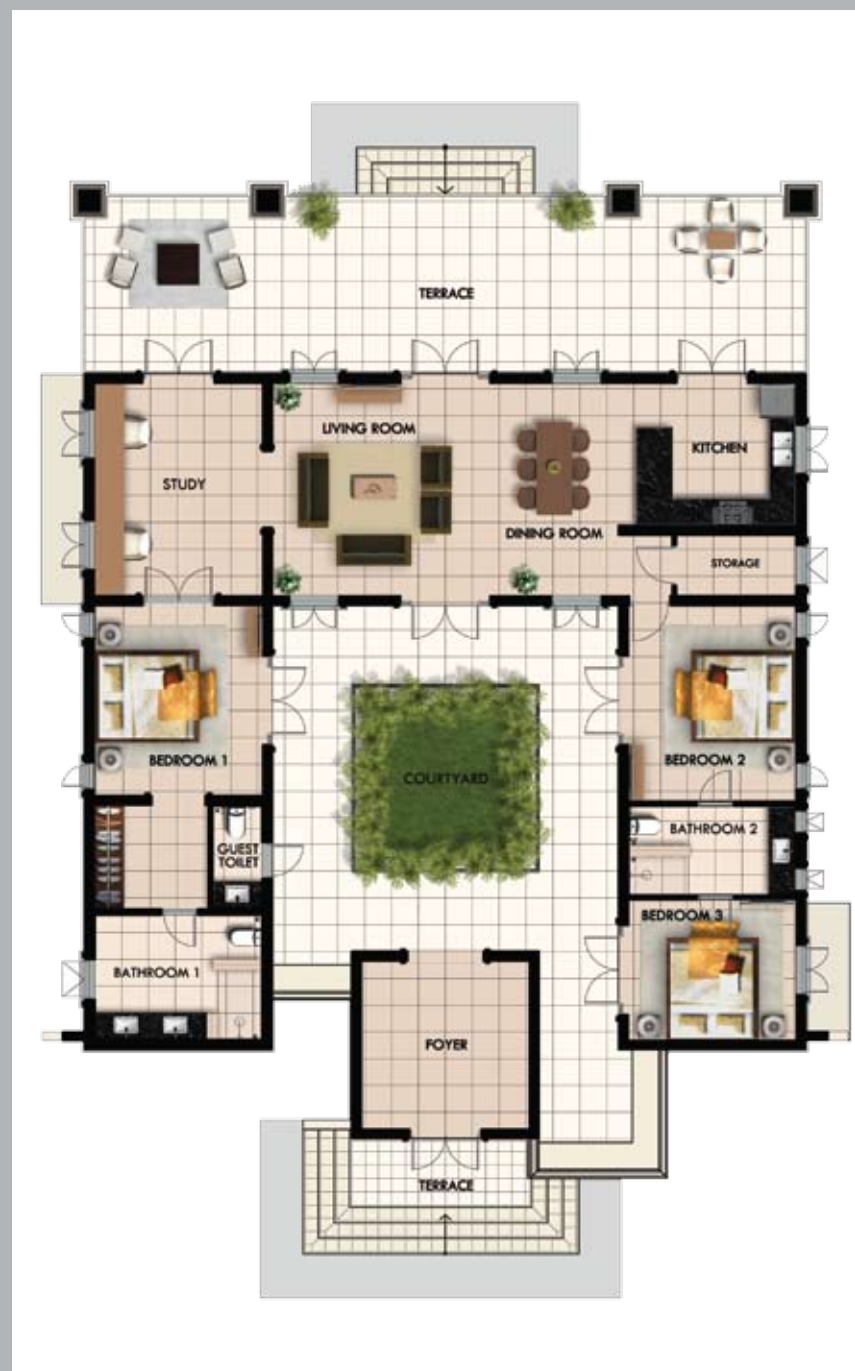 TERRACE
LIVING ROOM
KITCHEN
STUDY
DINING ROOM
STORAGE
BEDROOM 1
BEDROOM 2
COURTYARD
BATHROOM 2
GUEST
TOILET
BEDROOM 3
BATHROOM 1
FOYER
TERRACE